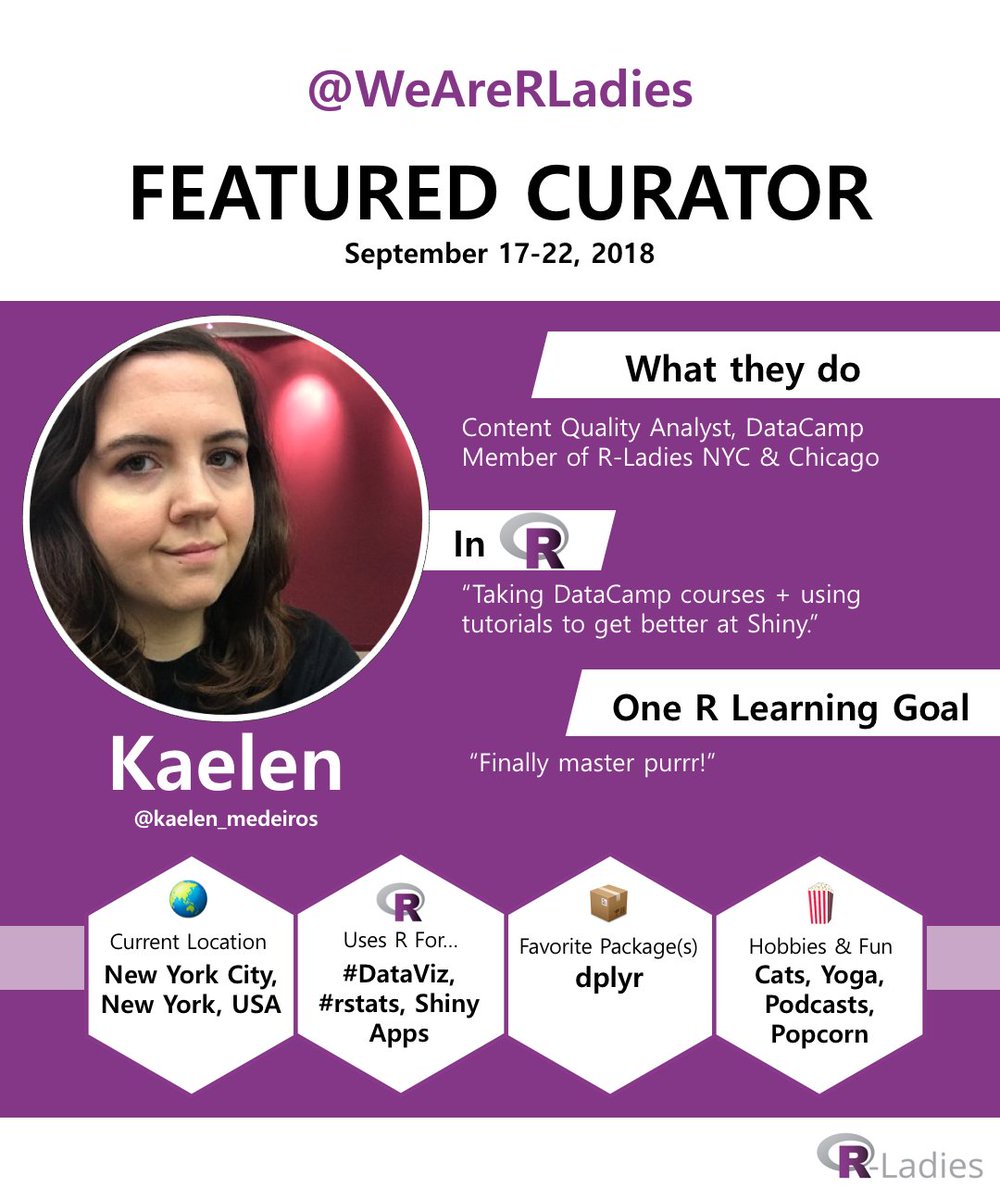 @WeAreRLadies
FEATURED CURATOR
September 17-22, 2018
What they do
Content Quality Analyst, DataCamp
Member of R-Ladies NYC & Chicago
In R
“Taking DataCamp courses + using
tutorials to get better at Shiny.”
One R Learning Goal
“Finally master purrr!”
Kaelen
@kaelen_medeiros
Current Location
New York City,
New York, USA
R
Uses R For...
#DataViz,
#rstats, Shiny
Apps
Favorite Package(s)
dplyr
Hobbies & Fun
Cats, Yoga,
Podcasts,
Popcorn
R-Ladies